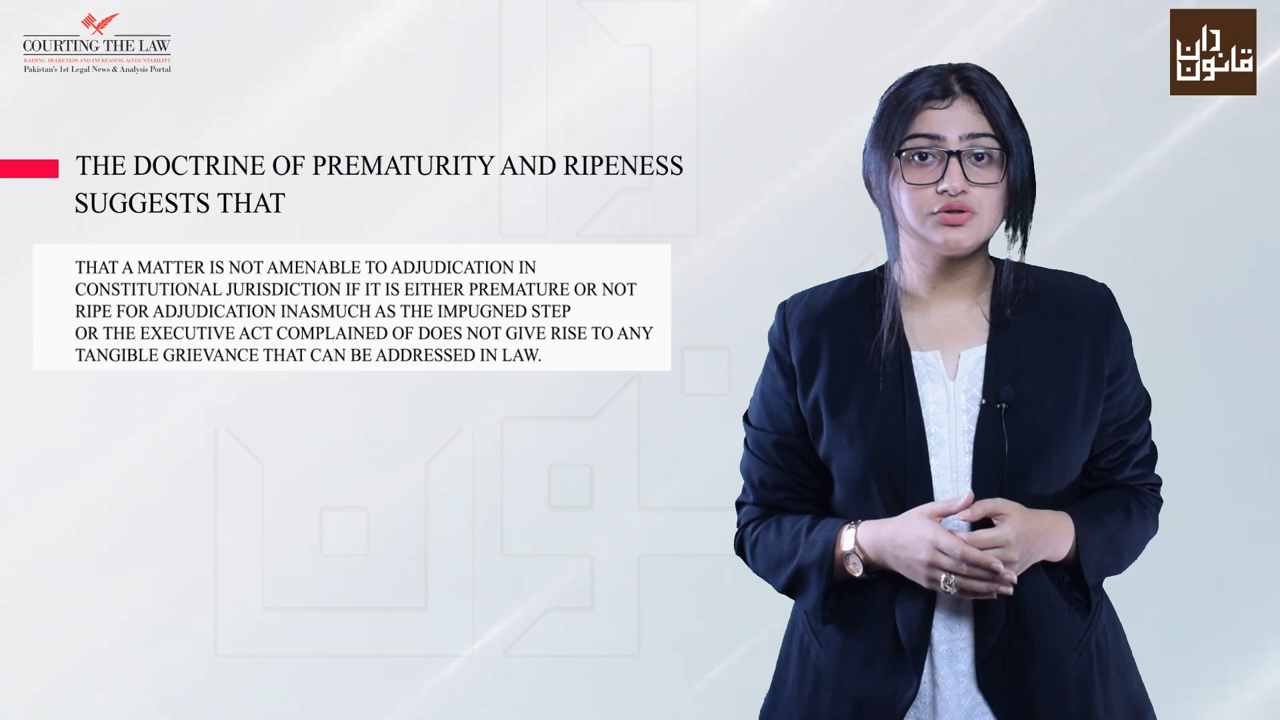 COURTING THE LAW
RAISING AWARENESS AND INCREASING ACCOUNTABILITY
Pakistan's 1st Legal News & Analysis Portal
قانون دان
THE DOCTRINE OF PREMATURITY AND RIPENESS
SUGGESTS THAT
THAT A MATTER IS NOT AMENABLE TO ADJUDICATION IN
CONSTITUTIONAL JURISDICTION IF IT IS EITHER PREMATURE OR NOT
RIPE FOR ADJUDICATION INASMUCH AS THE IMPUGNED STEP
OR THE EXECUTIVE ACT COMPLAINED OF DOES NOT GIVE RISE TO ANY
TANGIBLE GRIEVANCE THAT CAN BE ADDRESSED IN LAW.